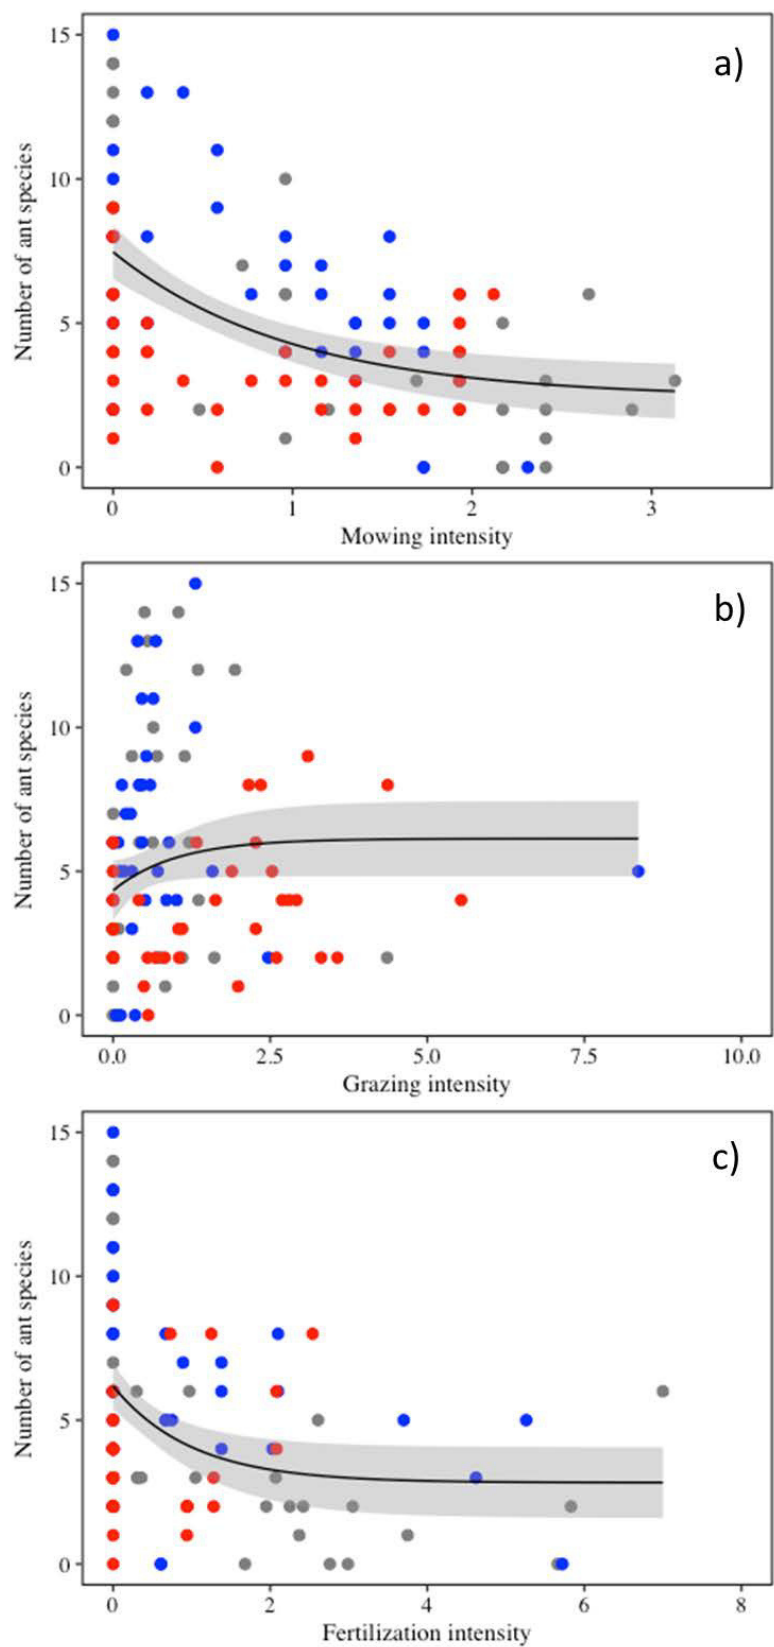 a)
15
10
5
0
Number of ant species
0 1 2 3
Mowing intensity
b)
15
10
5
0
Number of ant species
0.0 2.5 5.0 7.5 10.0
Grazing intensity
c)
15
10
5
0
Number of ant species
0 2 4 6 8
Fertilization intensity